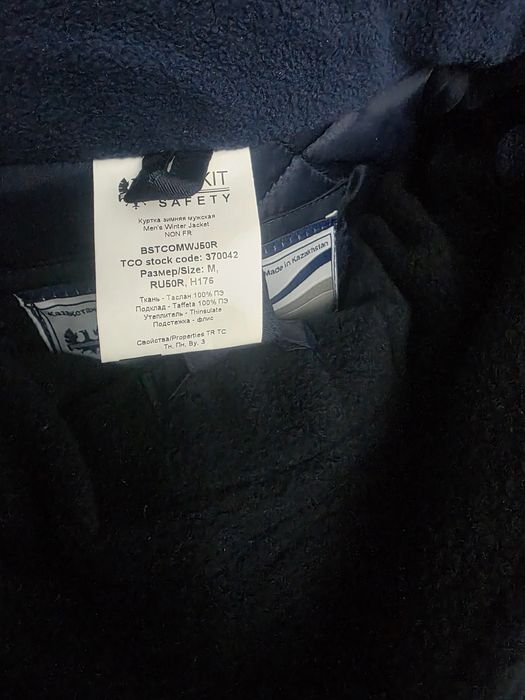 KIT
SAFETY
Куртка зимняя мужская
Men's Winter Jacket
NON FR
BSTCOMWJ50R
TCO stock code: 370042
Размер/Size: M,
RU50R, H176
Ткань - Таслан 100% ПЭ
Подклад - Taffeta 100% ПЭ
Утеплитель - Thinsulate
Подстежка - флис
Свойства/Properties TR TC
Тн, Пн, Ву, З
Made in Kazakhstan